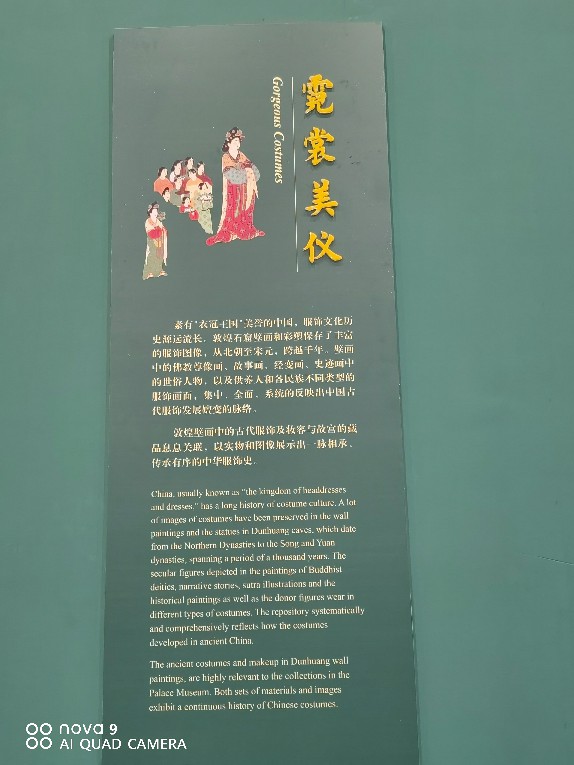 霓裳美仪
Gorgeous Costumes
素有“衣冠王国”美誉的中国，服饰文化历
史源远流长。敦煌石窟壁画和彩塑保存了丰富
的服饰图像，从北朝至宋元，跨越千年。壁画
中的佛教尊像画、故事画、经变画、史迹画中
的世俗人物，以及供养人和各民族不同类型的
服饰画面，集中、全面、系统的反映出中国古
代服饰发展嬗变的脉络。
敦煌壁画中的古代服饰及妆容与故宫的藏
品息息关联，以实物和图像展示出一脉相承、
传承有序的中华服饰史。
China, usually known as "the kingdom of headdresses
and dresses," has a long history of costume culture. A lot
of images of costumes have been preserved in the wall
paintings and the statues in Dunhuang caves, which date
from the Northern Dynasties to the Song and Yuan
dynasties, spanning a period of a thousand years. The
secular figures depicted in the paintings of Buddhist
deities, narrative stories, sutra illustrations and the
historical paintings as well as the donor figures wear in
different types of costumes. The repository systematically
and comprehensively reflects how the costumes
developed in ancient China.
The ancient costumes and makeup in Dunhuang wall
paintings, are highly relevant to the collections in the
Palace Museum. Both sets of materials and images
exhibit a continuous history of Chinese costumes.
nova 9
AI QUAD CAMERA